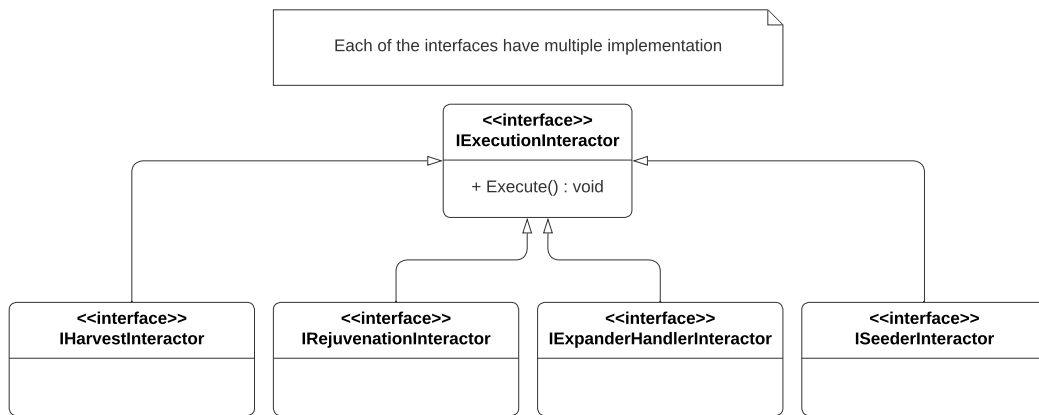 Each of the interfaces have multiple implementation
<<interface>>
IExecutionInteractor
+ Execute() : void
<<interface>>
IHarvestInteractor
<<interface>>
IRejuvenationInteractor
<<interface>>
IExpanderHandlerInteractor
<<interface>>
ISeederInteractor